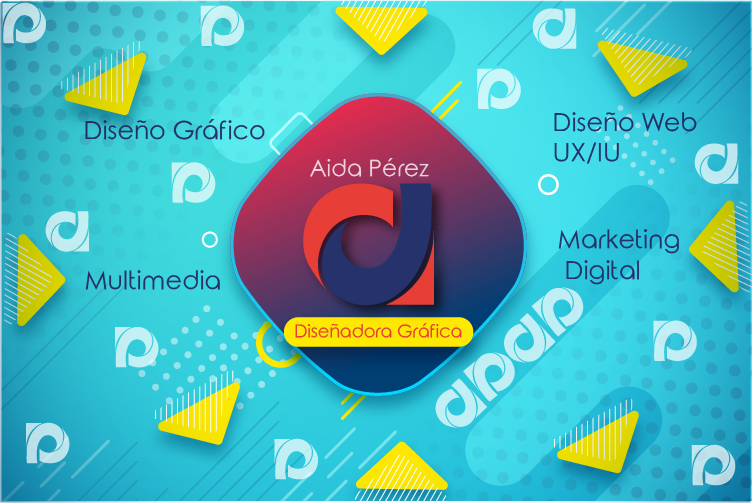 Diseño Gráfico
Multimedia
Aida Pérez
Diseñadora Gráfica
Diseño Web
UX/IU
Marketing
Digital